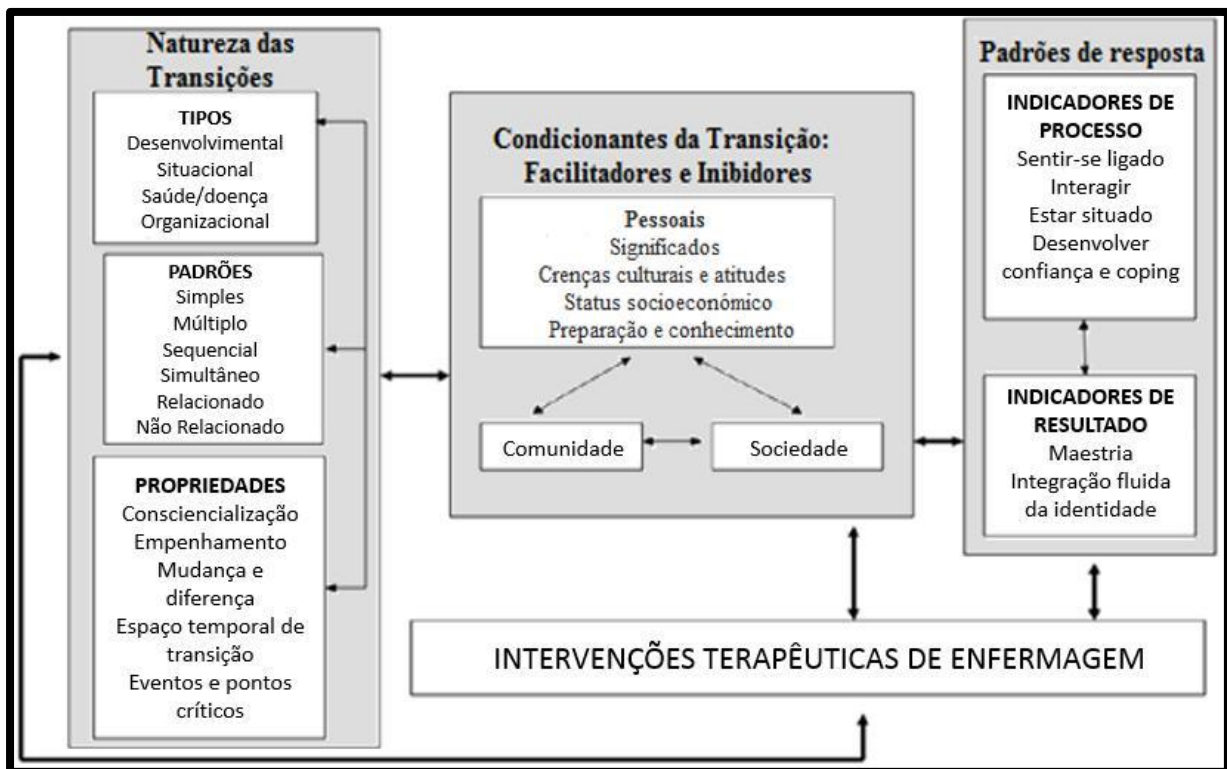 Natureza das
Transições
TIPOS
Desenvolvimental
Situacional
Saúde/doença
Organizacional
PADRÕES
Simples
Múltiplo
Sequencial
Simultâneo
Relacionado
Não Relacionado
PROPRIEDADES
Consciencialização
Empenhamento
Mudança e
diferença
Espaço temporal de
transição
Eventos e pontos
críticos
Condicionantes da Transição:
Facilitadores e Inibidores
Pessoais
Significados
Crenças culturais e atitudes
Status socioeconómico
Preparação e conhecimento
Comunidade
Sociedade
Padrões de resposta
INDICADORES DE
PROCESSO
Sentir-se ligado
Interagir
Estar situado
Desenvolver
confiança e coping
INDICADORES DE
RESULTADO
Maestria
Integração fluida
da identidade
INTERVENÇÕES TERAPÊUTICAS DE ENFERMAGEM